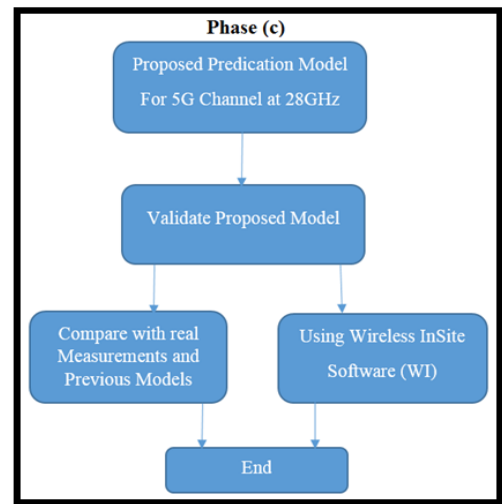 Phase (c)
Proposed Predication Model
For 5G Channel at 28GHz
Validate Proposed Model
Compare with real
Measurements and
Previous Models
Using Wireless InSite
Software (WI)
End